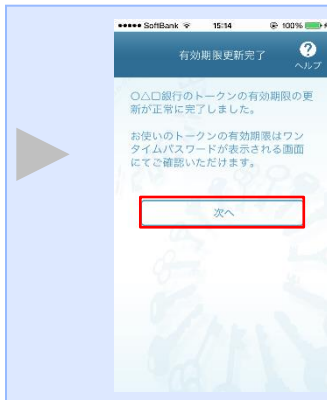 ●●●●● SoftBank 15:14 100%
有効期限更新完了
?
ヘルプ
○△□銀行のトークンの有効期限の更
新が正常に完了しました。
お使いのトークンの有効期限はワン
タイムパスワードが表示される画面
にてご確認いただけます。
次へ